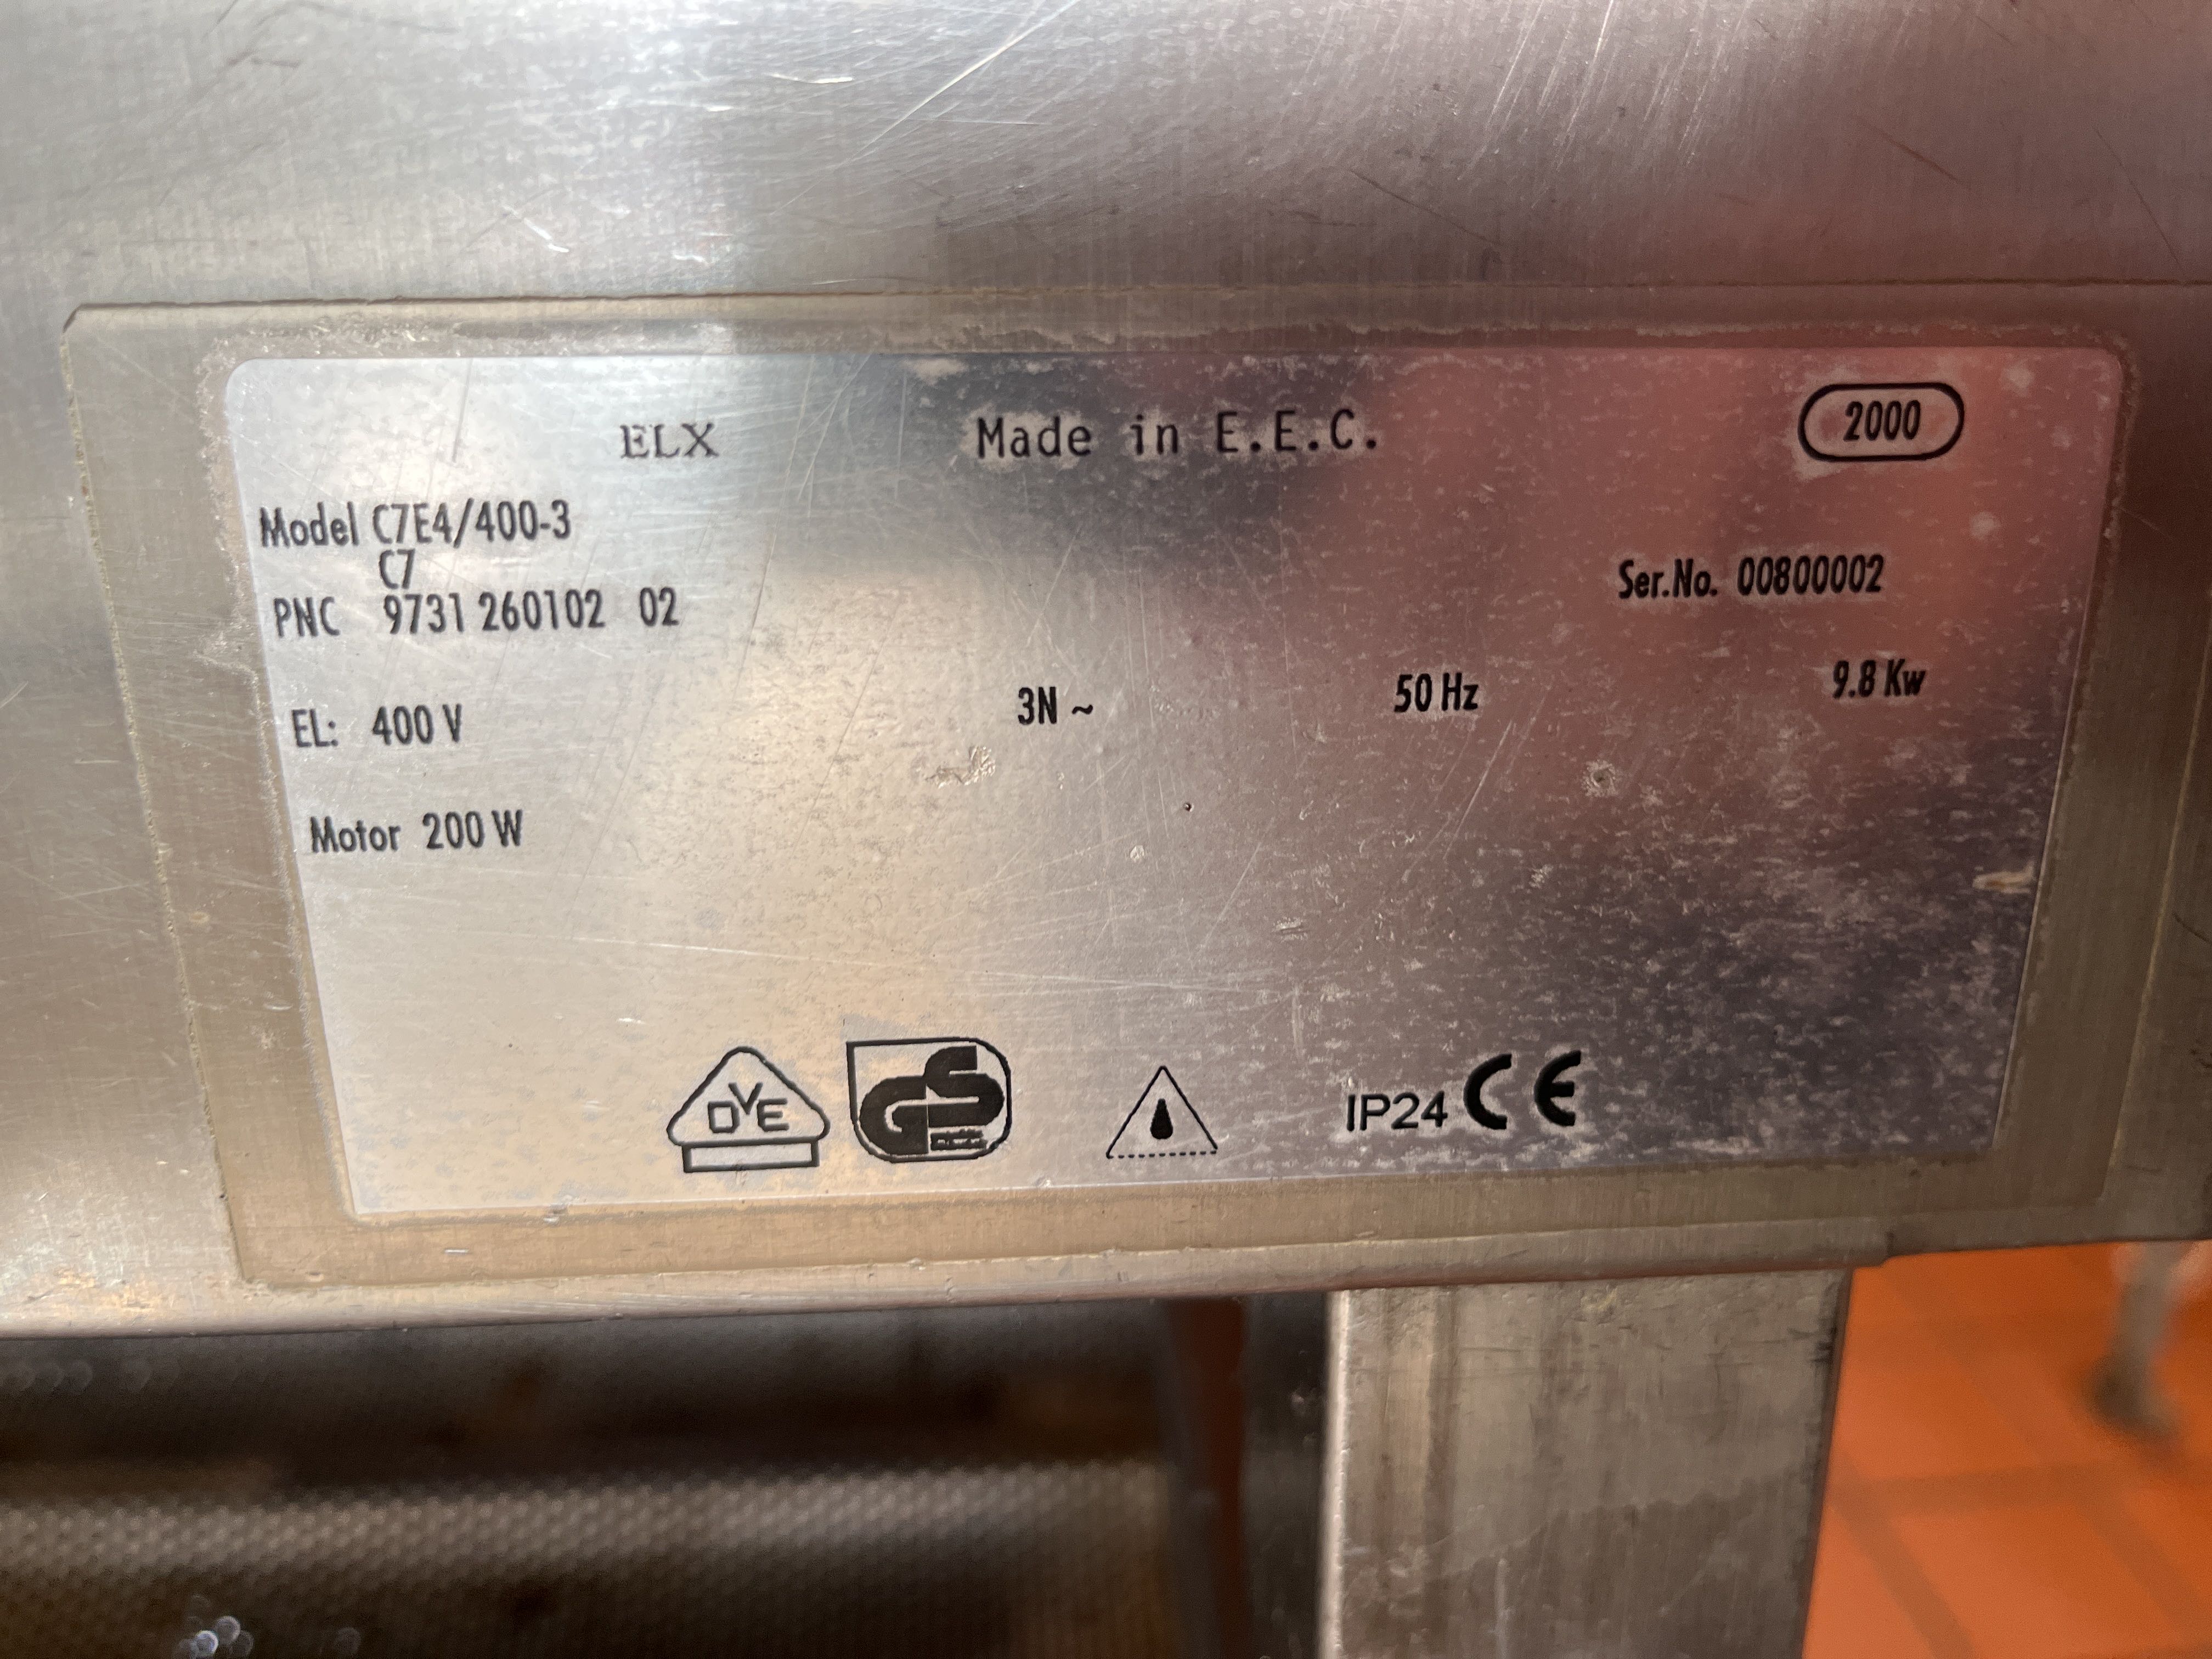 ELX Made in E.E.C. 2000
Model C7E4/400-3
C7
Ser.No. 00800002
PNC 9731 260102 02
EL: 400 V 3N ~ 50 Hz 9.8 Kw
Motor 200 W
DVE GS IP24 CE